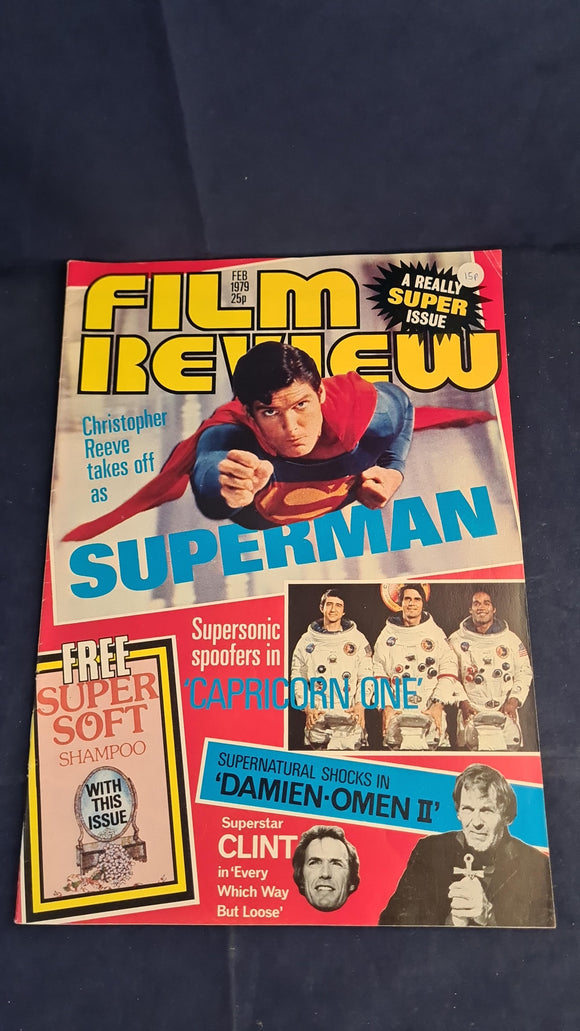 FILM
FEB
1979
25p
REVIEW
A REALLY
SUPER
ISSUE
15p
Christopher
Reeve
takes off
as
SUPERMAN
Supersonic
spoofers in
'CAPRICORN ONE'
FREE
SUPER
SOFT
SHAMPOO
WITH
THIS
ISSUE
SUPERNATURAL SHOCKS IN
'DAMIEN·OMEN II'
Superstar
CLINT
in 'Every
Which Way
But Loose'